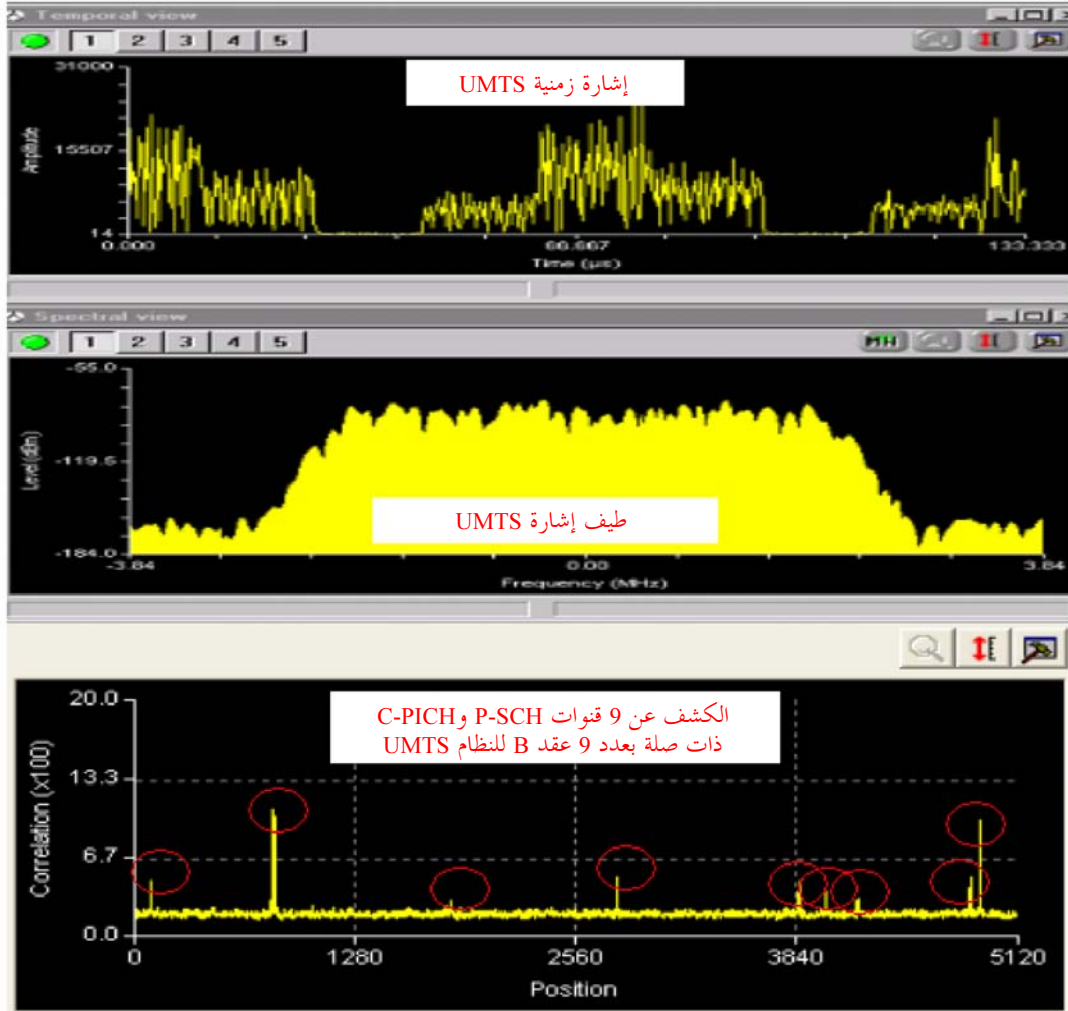 Temporal view
1 2 3 4 5
إشارة زمنية UMTS
31000
15507
14
Amplitude
0.000 66.667 133.333
Time (µs)
Spectral view
1 2 3 4 5
MH
-55.0
-119.5
-184.0
Level (dBm)
طيف إشارة UMTS
-3.84 0.00 3.84
Frequency (MHz)
الكشف عن 9 قنوات P-SCH وC-PICH
ذات صلة بعدد 9 عقد B للنظام UMTS
20.0
13.3
6.7
0.0
Correlation (x100)
0 1280 2560 3840 5120
Position